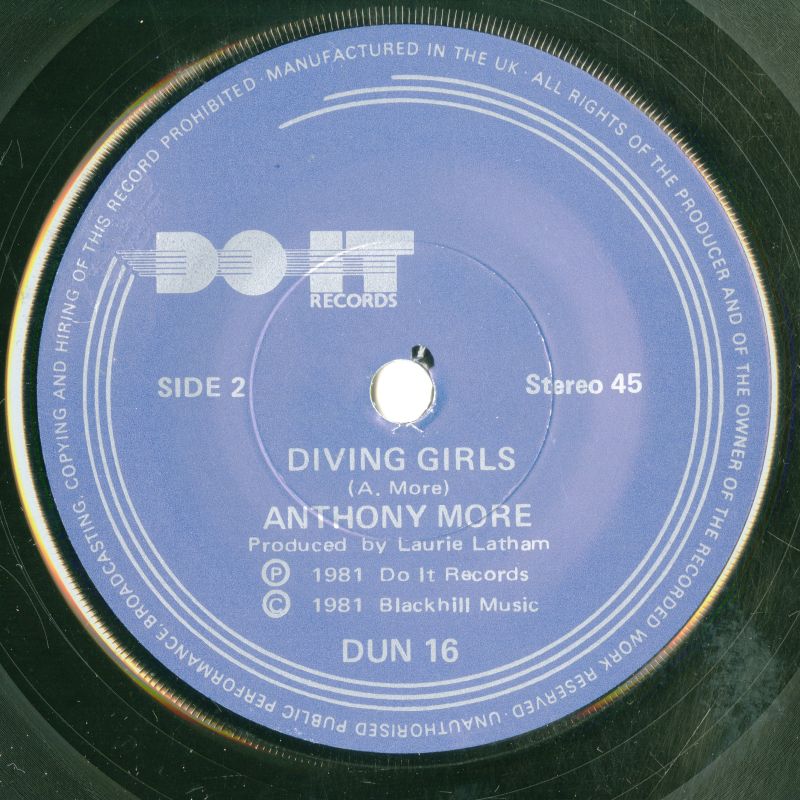 MANUFACTURED IN THE UK · ALL RIGHTS OF THE PRODUCER AND OF THE OWNER OF THE RECORDED WORK RESERVED · UNAUTHORISED PUBLIC PERFORMANCE, BROADCASTING, COPYING AND HIRING OF THIS RECORD PROHIBITED ·
DO IT
RECORDS
SIDE 2
Stereo 45
DIVING GIRLS
(A. More)
ANTHONY MORE
Produced by Laurie Latham
℗ 1981 Do It Records
© 1981 Blackhill Music
DUN 16